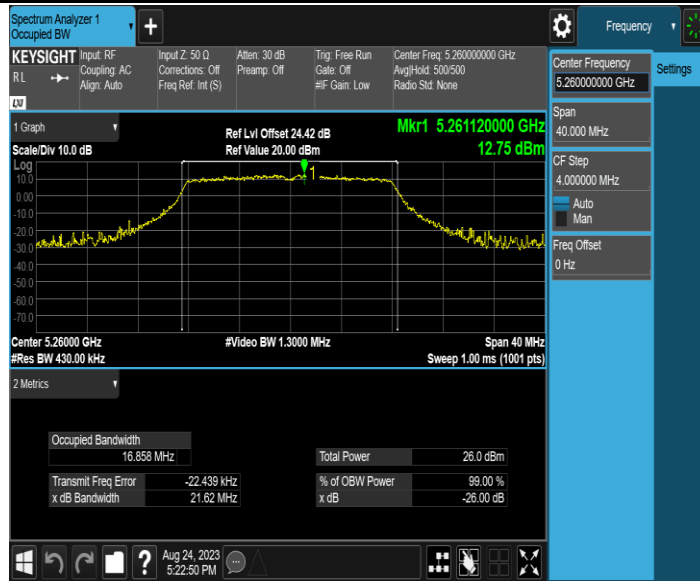 Spectrum Analyzer 1
Occupied BW
+
Frequency
KEYSIGHT
RL
LXI
Input: RF
Coupling: AC
Align: Auto
Input Z: 50 Ω
Corrections: Off
Freq Ref: Int (S)
Atten: 30 dB
Preamp: Off
Trig: Free Run
Gate: Off
#IF Gain: Low
Center Freq: 5.260000000 GHz
Avg|Hold: 500/500
Radio Std: None
Center Frequency
5.260000000 GHz
Settings
Span
40.000 MHz
CF Step
4.000000 MHz
Auto
Man
Freq Offset
0 Hz
1 Graph
Scale/Div 10.0 dB
Ref Lvl Offset 24.42 dB
Ref Value 20.00 dBm
Mkr1 5.261120000 GHz
12.75 dBm
Log
10.0
0.00
-10.0
-20.0
-30.0
-40.0
-50.0
-60.0
-70.0
1
Center 5.26000 GHz
#Res BW 430.00 kHz
#Video BW 1.3000 MHz
Span 40 MHz
Sweep 1.00 ms (1001 pts)
2 Metrics
Occupied Bandwidth
16.858 MHz
Total Power 26.0 dBm
Transmit Freq Error -22.439 kHz
% of OBW Power 99.00 %
x dB Bandwidth 21.62 MHz
x dB -26.00 dB
?
Aug 24, 2023
5:22:50 PM